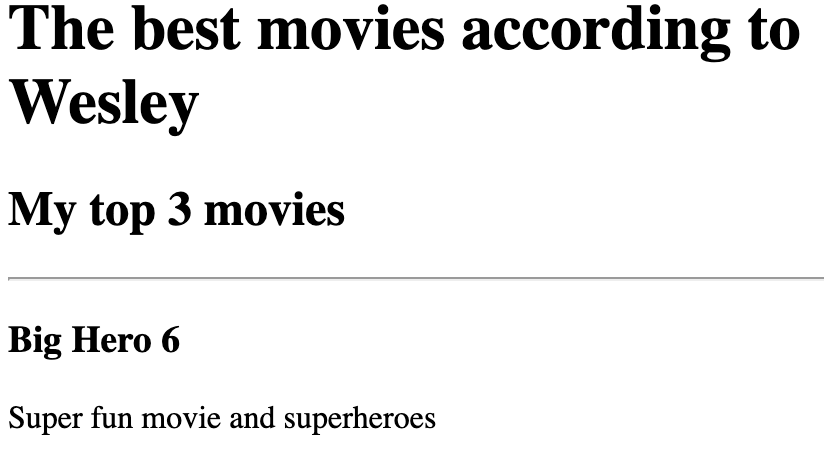 The best movies according to
Wesley
My top 3 movies
Big Hero 6
Super fun movie and superheroes